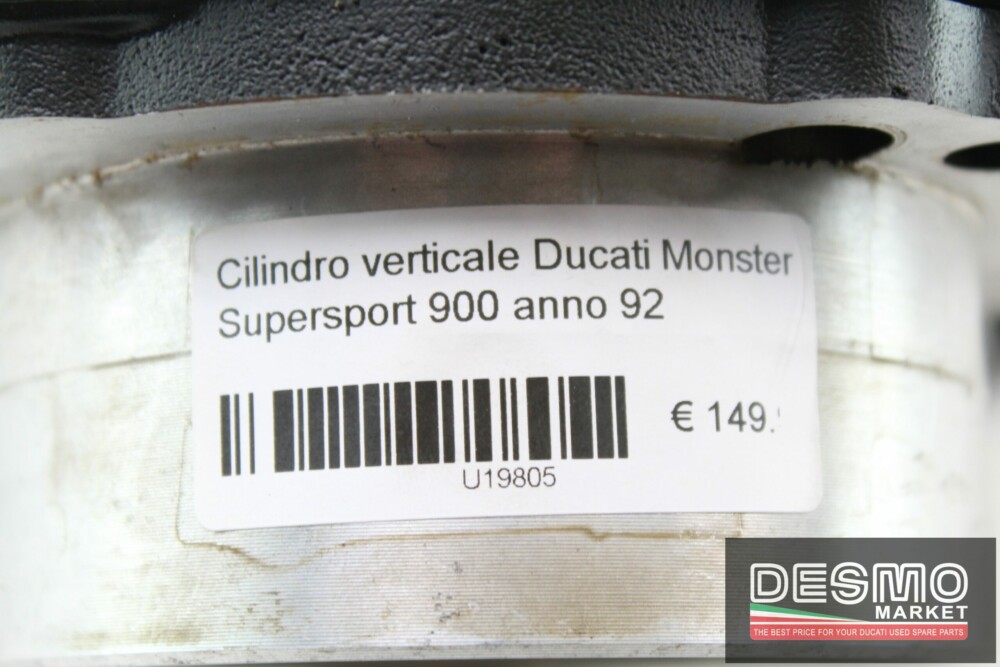 Cilindro verticale Ducati Monster
Supersport 900 anno 92
€ 149.
U19805
DESMO
MARKET
THE BEST PRICE FOR YOUR DUCATI USED SPARE PARTS